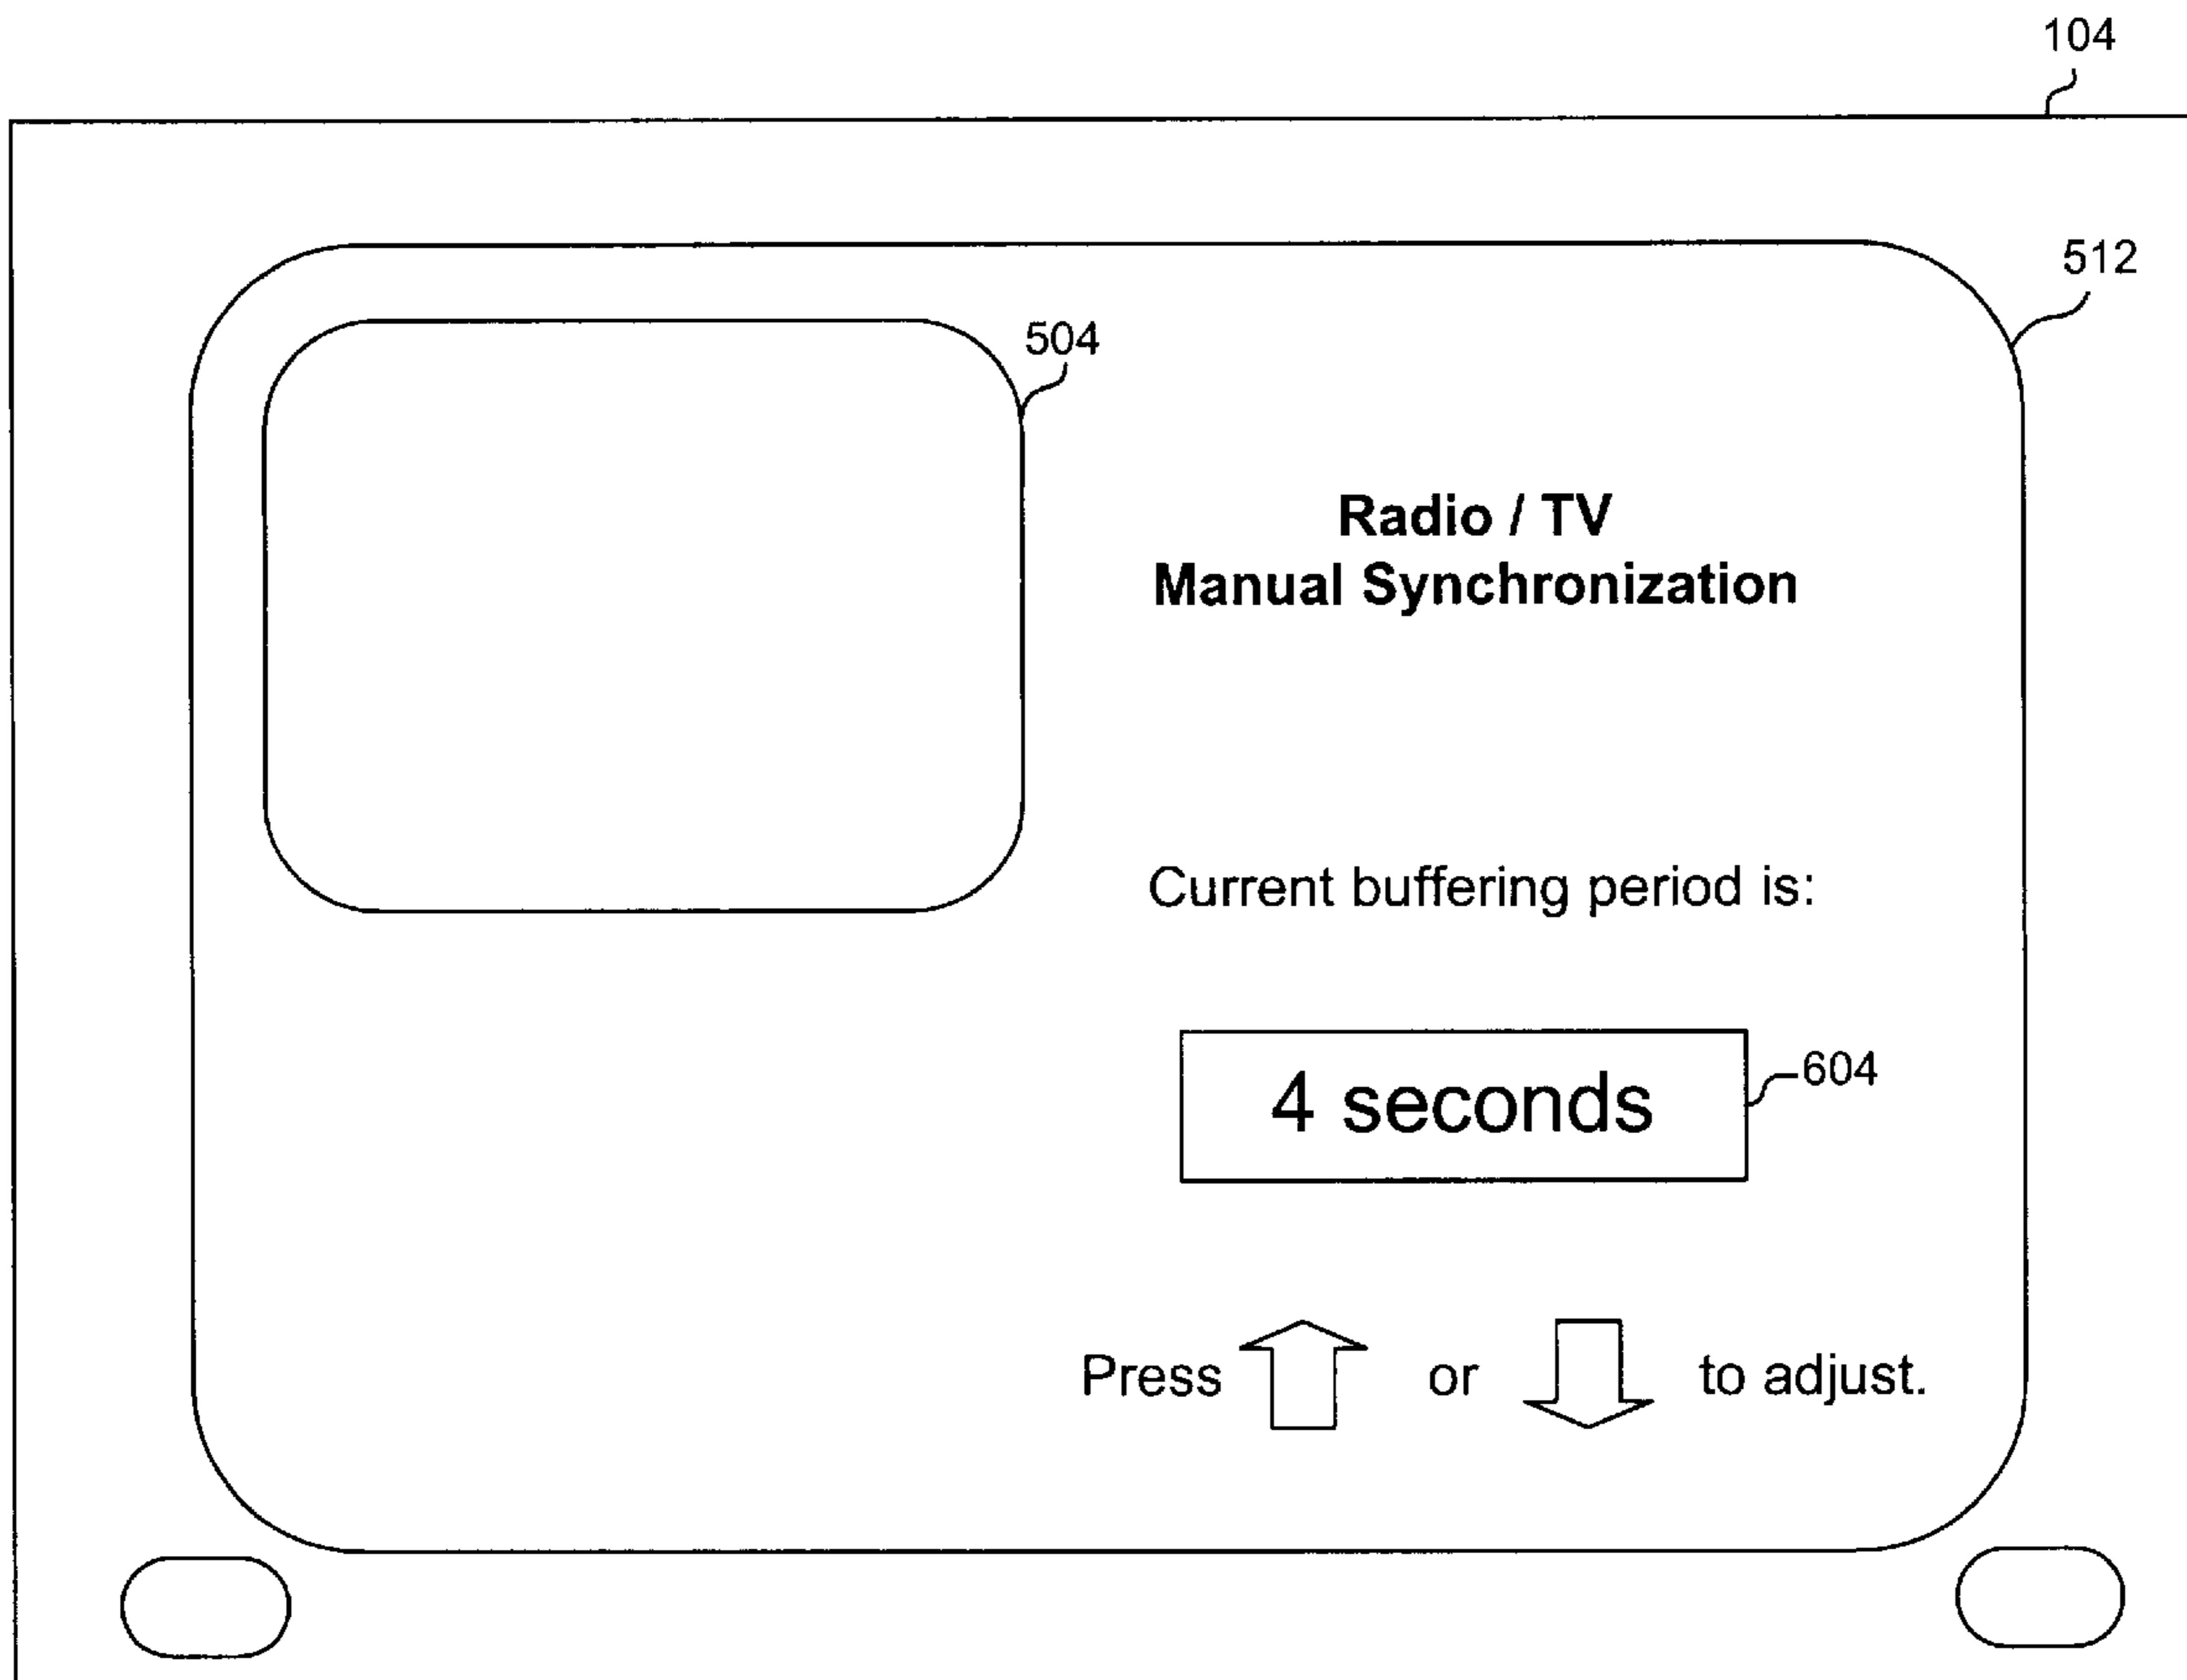 104
512
504
Radio / TV
Manual Synchronization
Current buffering period is:
4 seconds
604
Press or to adjust.